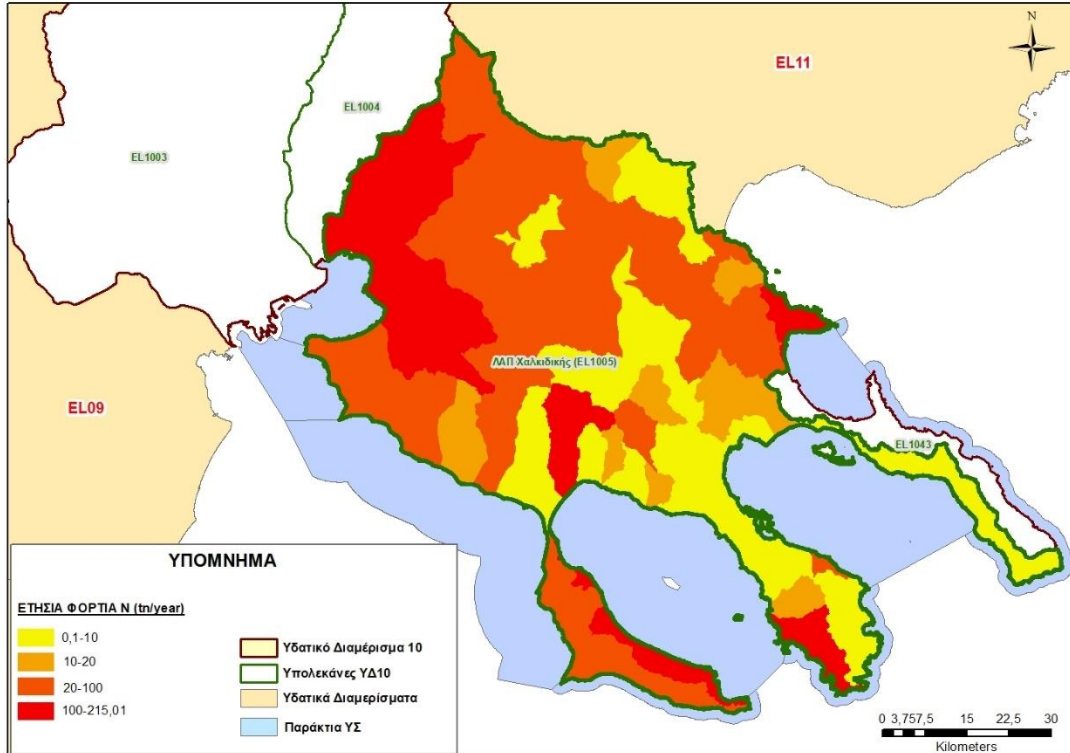 N
EL11
EL1004
EL1003
ΛΑΠ Χαλκιδικής (EL1005)
EL09
EL1043
ΥΠΟΜΝΗΜΑ
ΕΤΗΣΙΑ ΦΟΡΤΙΑ Ν (tn/year)
0,1-10
10-20
20-100
100-215,01
Υδατικό Διαμέρισμα 10
Υπολεκάνες ΥΔ10
Υδατικά Διαμερίσματα
Παράκτια ΥΣ
0 3,757,5 15 22,5 30
Kilometers